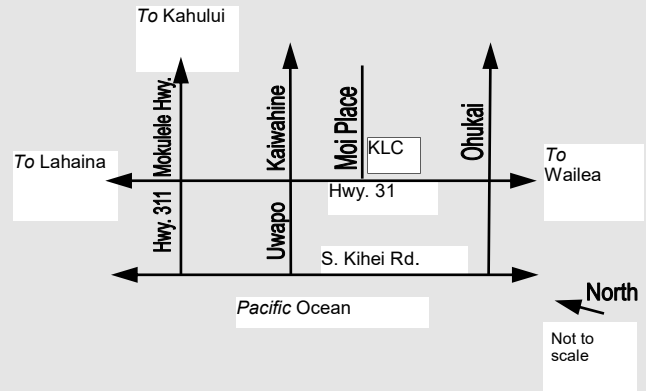 To Kahului
Mokulele Hwy.
Kaiwahine
Moi Place
KLC
Ohukai
To Lahaina
To
Wailea
Hwy. 31
Hwy. 311
Uwapo
S. Kihei Rd.
Pacific Ocean
North
Not to
scale